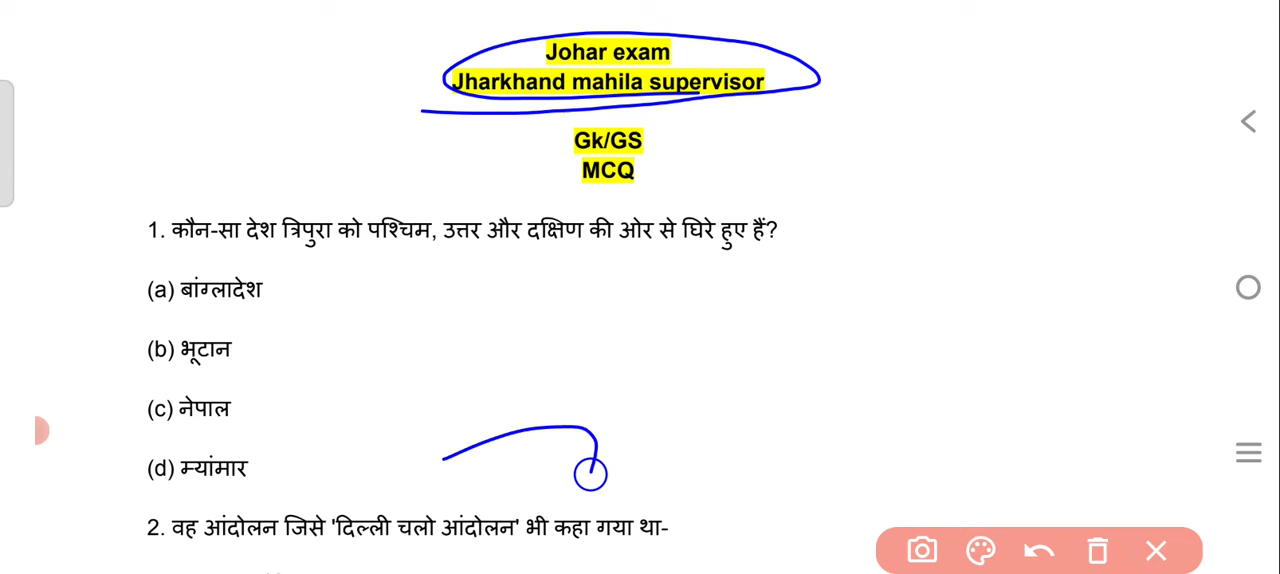 Johar exam
Jharkhand mahila supervisor
Gk/GS
MCQ
1. कौन-सा देश त्रिपुरा को पश्चिम, उत्तर और दक्षिण की ओर से घिरे हुए हैं?
(a) बांग्लादेश
(b) भूटान
(c) नेपाल
(d) म्यांमार
2. वह आंदोलन जिसे 'दिल्ली चलो आंदोलन' भी कहा गया था-